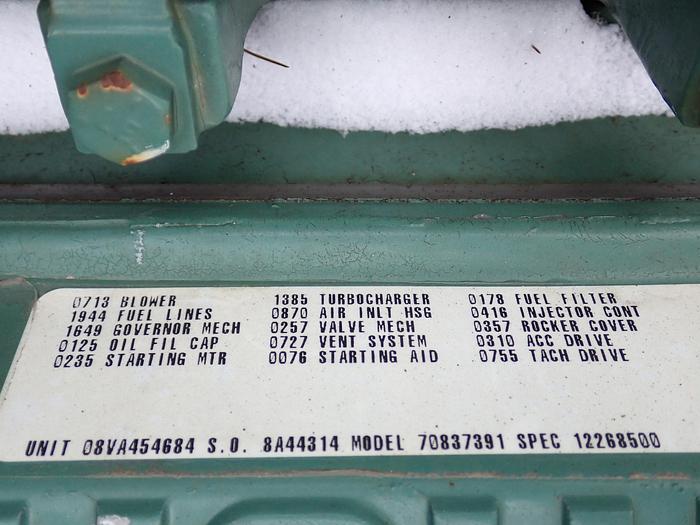 0713 BLOWER 1385 TURBOCHARGER 0178 FUEL FILTER
1944 FUEL LINES 0870 AIR INLT HSG 0416 INJECTOR CONT
1649 GOVERNOR MECH 0257 VALVE MECH 0357 ROCKER COVER
0125 OIL FIL CAP 0727 VENT SYSTEM 0310 ACC DRIVE
0235 STARTING MTR 0076 STARTING AID 0755 TACH DRIVE
UNIT 08VA454684 S.O. 8A44314 MODEL 70837391 SPEC 12268500